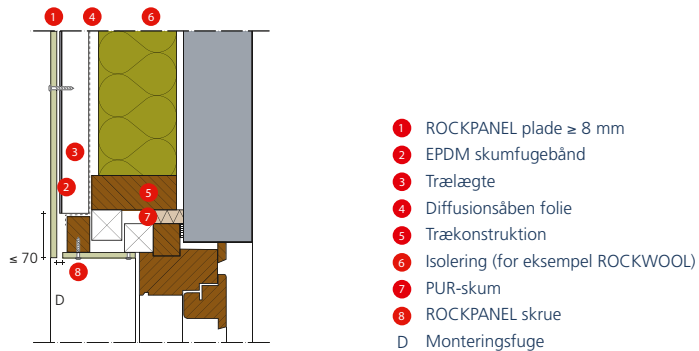 1 4 6
3
2
5
7
≤ 70
8
D
1 ROCKPANEL plade ≥ 8 mm
2 EPDM skumfugebånd
3 Trælægte
4 Diffusionsåben folie
5 Trækonstruktion
6 Isolering (for eksempel ROCKWOOL)
7 PUR-skum
8 ROCKPANEL skrue
D Monteringsfuge